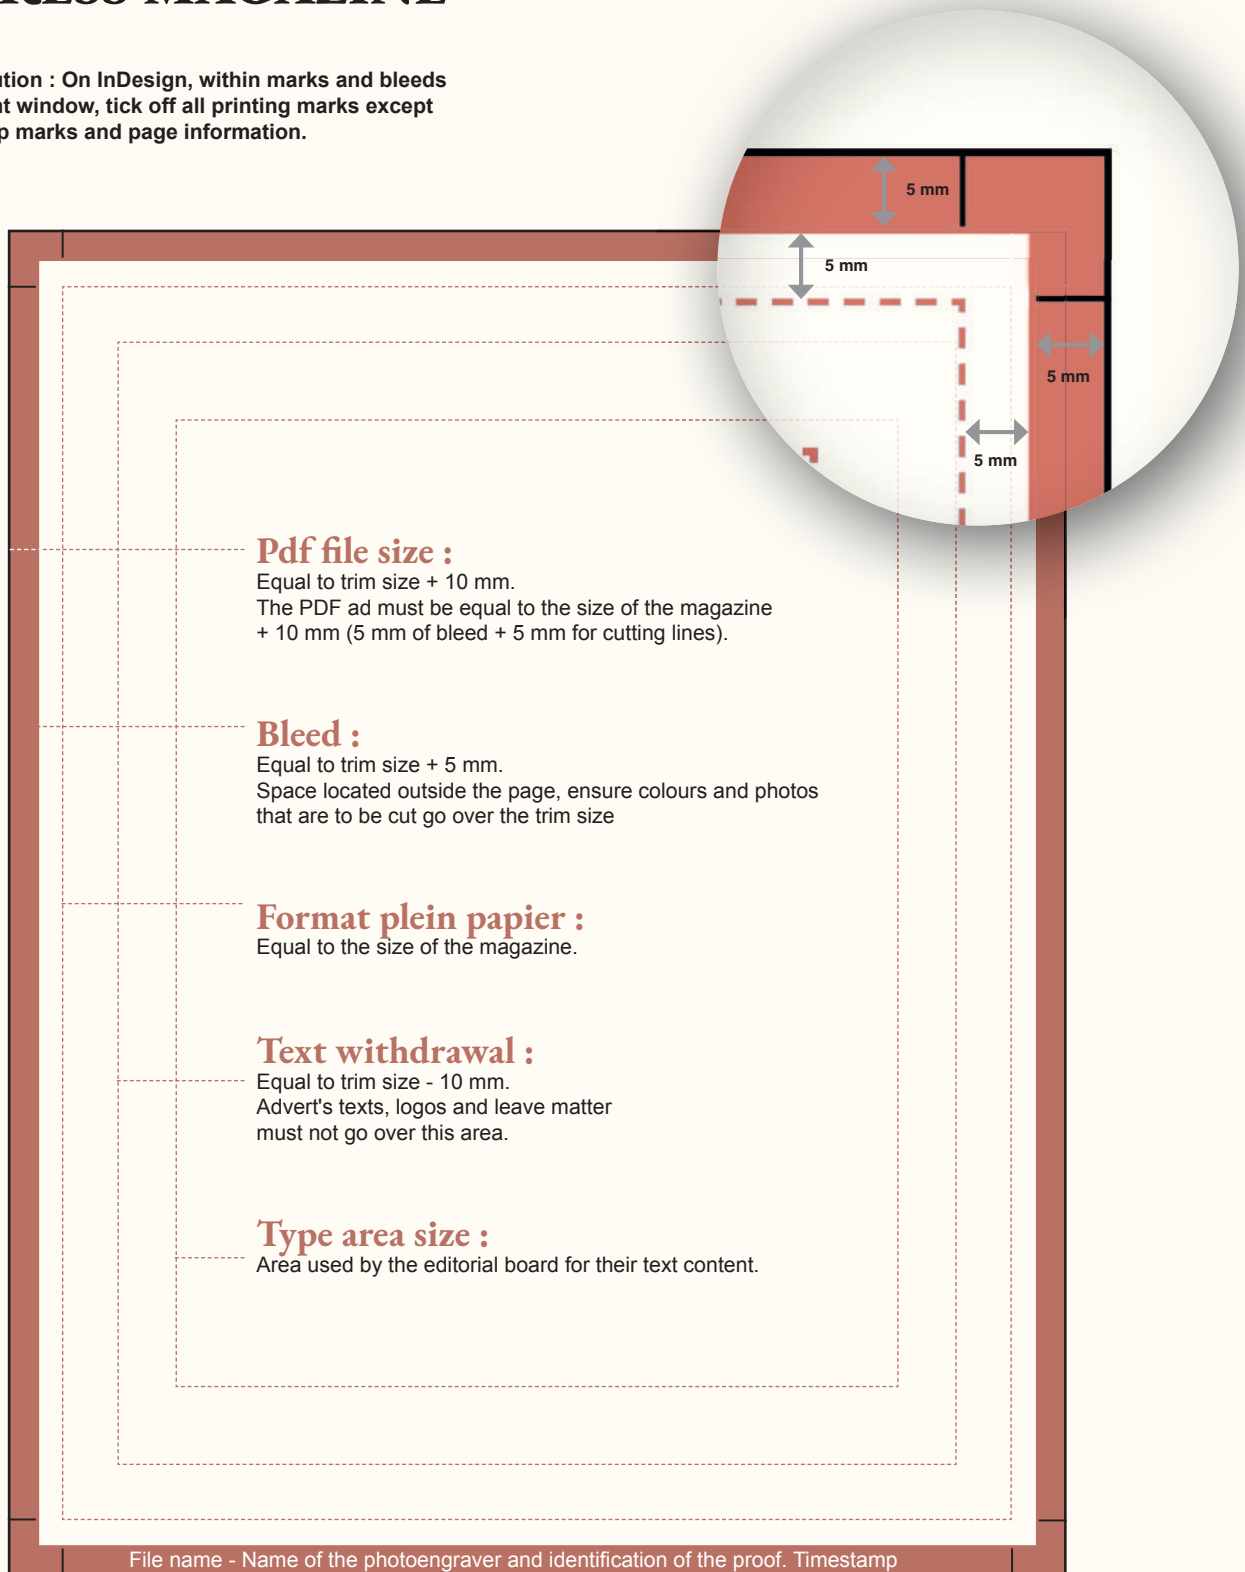 MAGAZINE
: On InDesign, within marks and bleeds
window, tick off all printing marks except
marks and page information.
5 mm
5 mm
5 mm
5 mm
Pdf file size :
Equal to trim size + 10 mm.
The PDF ad must be equal to the size of the magazine
+ 10 mm (5 mm of bleed + 5 mm for cutting lines).
Bleed :
Equal to trim size + 5 mm.
Space located outside the page, ensure colours and photos
that are to be cut go over the trim size
Format plein papier :
Equal to the size of the magazine.
Text withdrawal :
Equal to trim size - 10 mm.
Advert's texts, logos and leave matter
must not go over this area.
Type area size :
Area used by the editorial board for their text content.
File name - Name of the photoengraver and identification of the proof. Timestamp